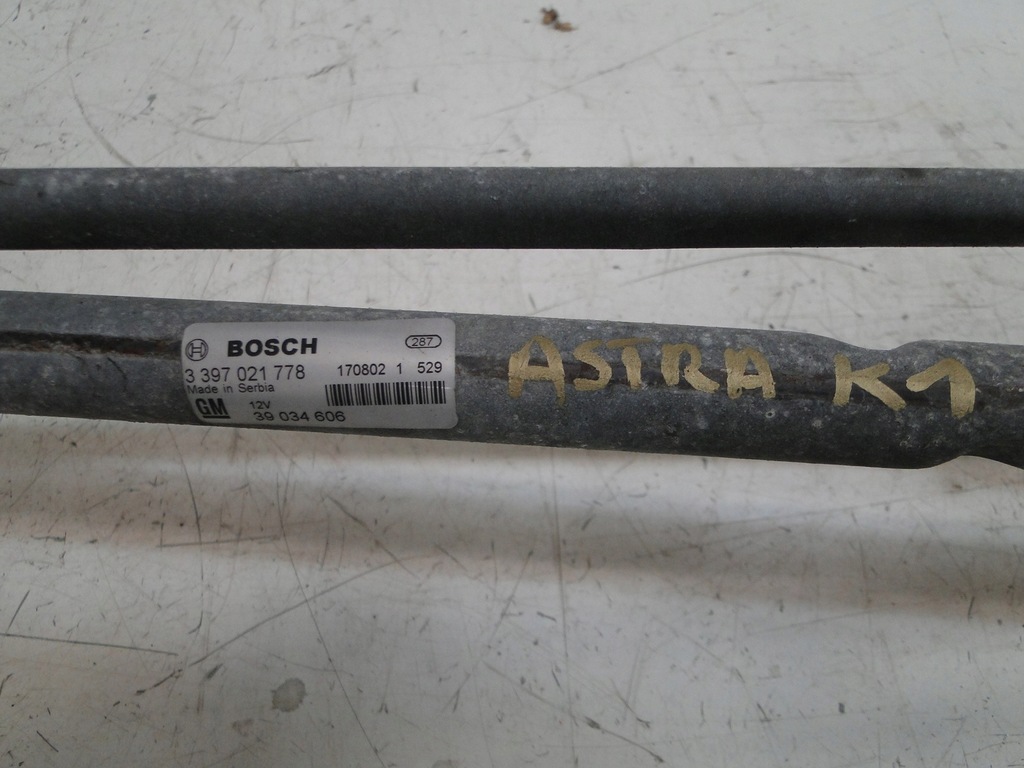 BOSCH 287
3 397 021 778 170802 1 529
Made in Serbia
GM 12V
39 034 606
ASTRA K1